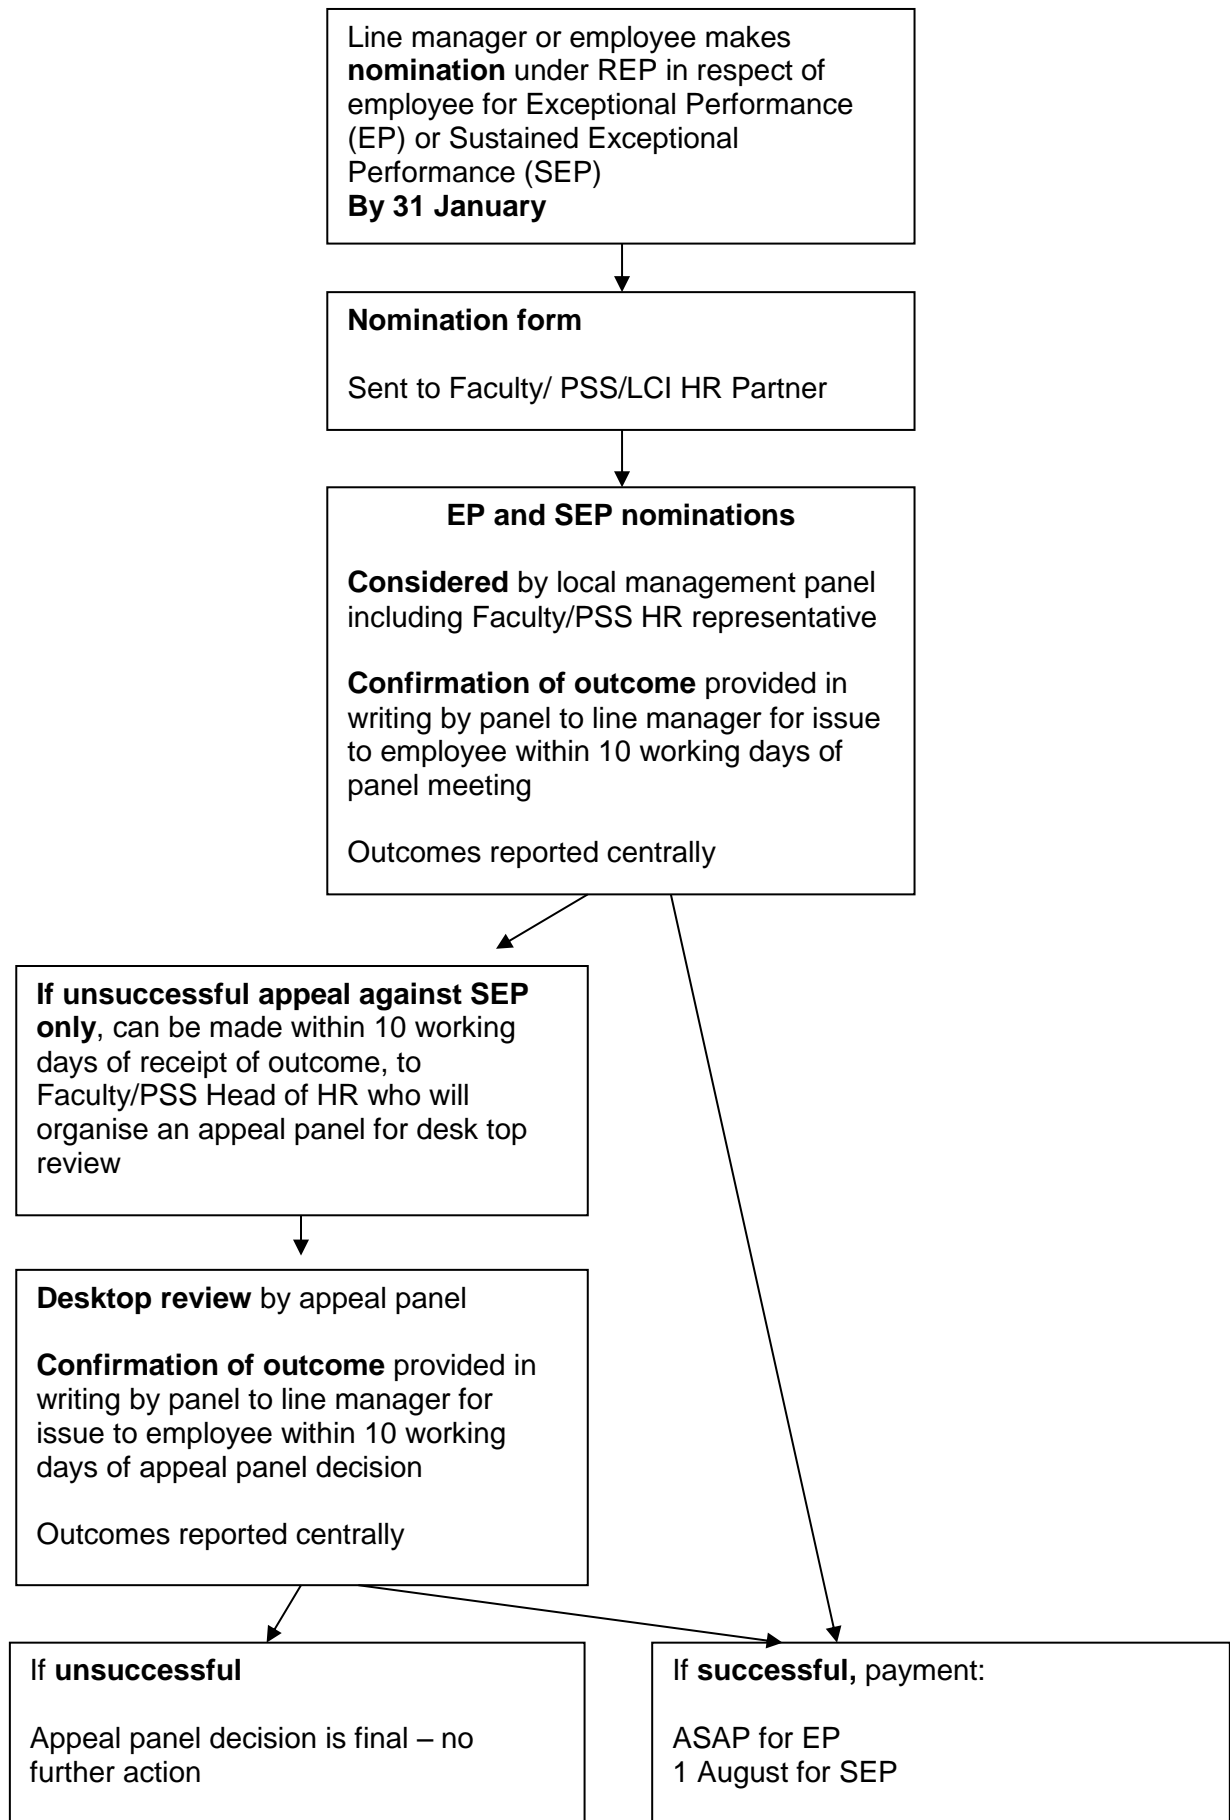 Line manager or employee makes
nomination under REP in respect of
employee for Exceptional Performance
(EP) or Sustained Exceptional
Performance (SEP)
By 31 January
Nomination form
Sent to Faculty/ PSS/LCI HR Partner
EP and SEP nominations
Considered by local management panel
including Faculty/PSS HR representative
Confirmation of outcome provided in
writing by panel to line manager for issue
to employee within 10 working days of
panel meeting
Outcomes reported centrally
If unsuccessful appeal against SEP
only, can be made within 10 working
days of receipt of outcome, to
Faculty/PSS Head of HR who will
organise an appeal panel for desk top
review
Desktop review by appeal panel
Confirmation of outcome provided in
writing by panel to line manager for
issue to employee within 10 working
days of appeal panel decision
Outcomes reported centrally
If unsuccessful
Appeal panel decision is final – no
further action
If successful, payment:
ASAP for EP
1 August for SEP